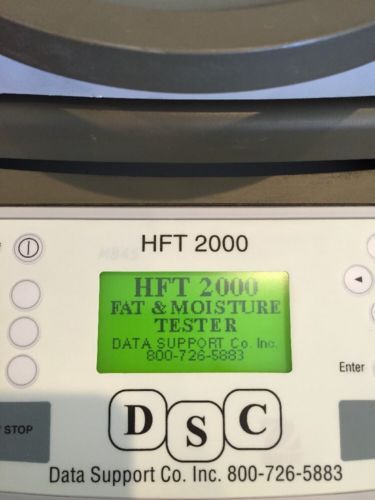 HFT 2000
HFT 2000
FAT & MOISTURE
TESTER
DATA SUPPORT Co. Inc.
800-726-5883
Enter
STOP
D S C
Data Support Co. Inc. 800-726-5883